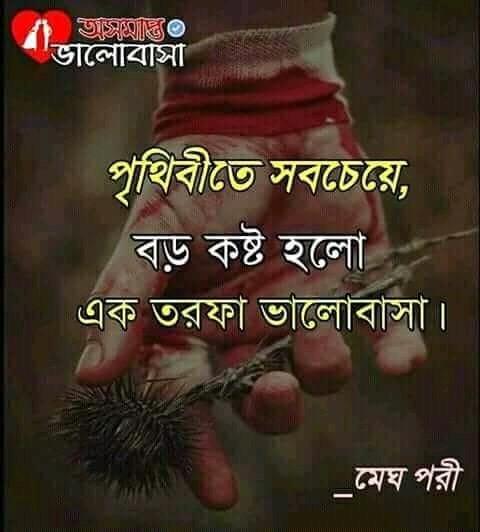 অসমাপ্ত
ভালোবাসা
পৃথিবীতে সবচেয়ে,
বড় কষ্ট হলো
এক তরফা ভালোবাসা।
_মেঘ পরী